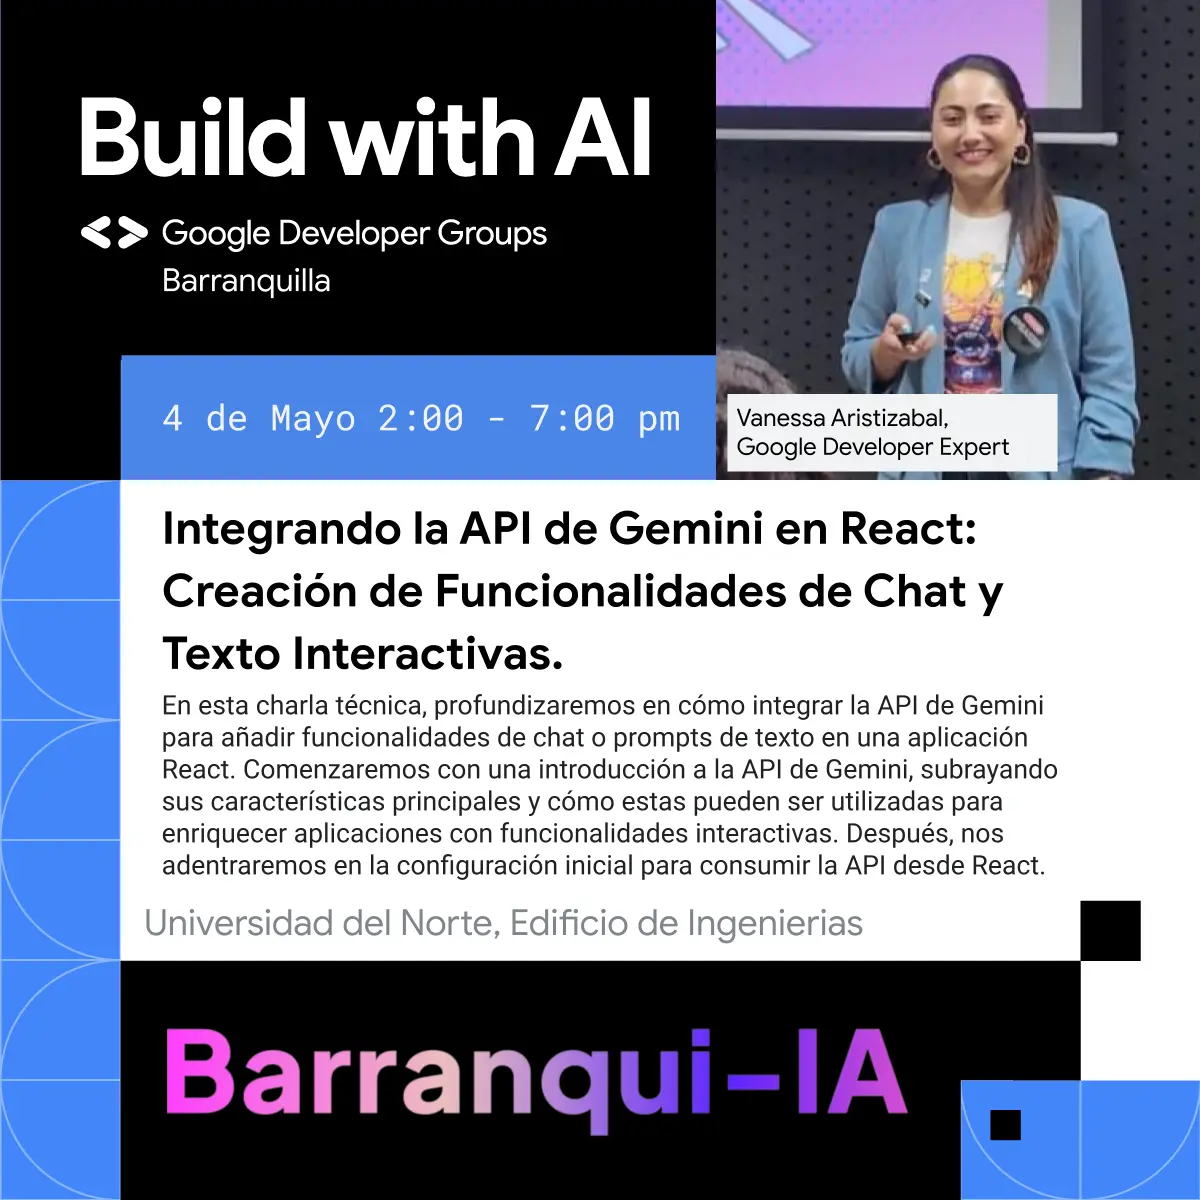 Build with AI
Google Developer Groups
Barranquilla
4 de Mayo 2:00 - 7:00 pm
Vanessa Aristizabal,
Google Developer Expert
Integrando la API de Gemini en React:
Creación de Funcionalidades de Chat y
Texto Interactivas.
En esta charla técnica, profundizaremos en cómo integrar la API de Gemini
para añadir funcionalidades de chat o prompts de texto en una aplicación
React. Comenzaremos con una introducción a la API de Gemini, subrayando
sus características principales y cómo estas pueden ser utilizadas para
enriquecer aplicaciones con funcionalidades interactivas. Después, nos
adentraremos en la configuración inicial para consumir la API desde React.
Universidad del Norte, Edificio de Ingenierias
Barranqui-IA